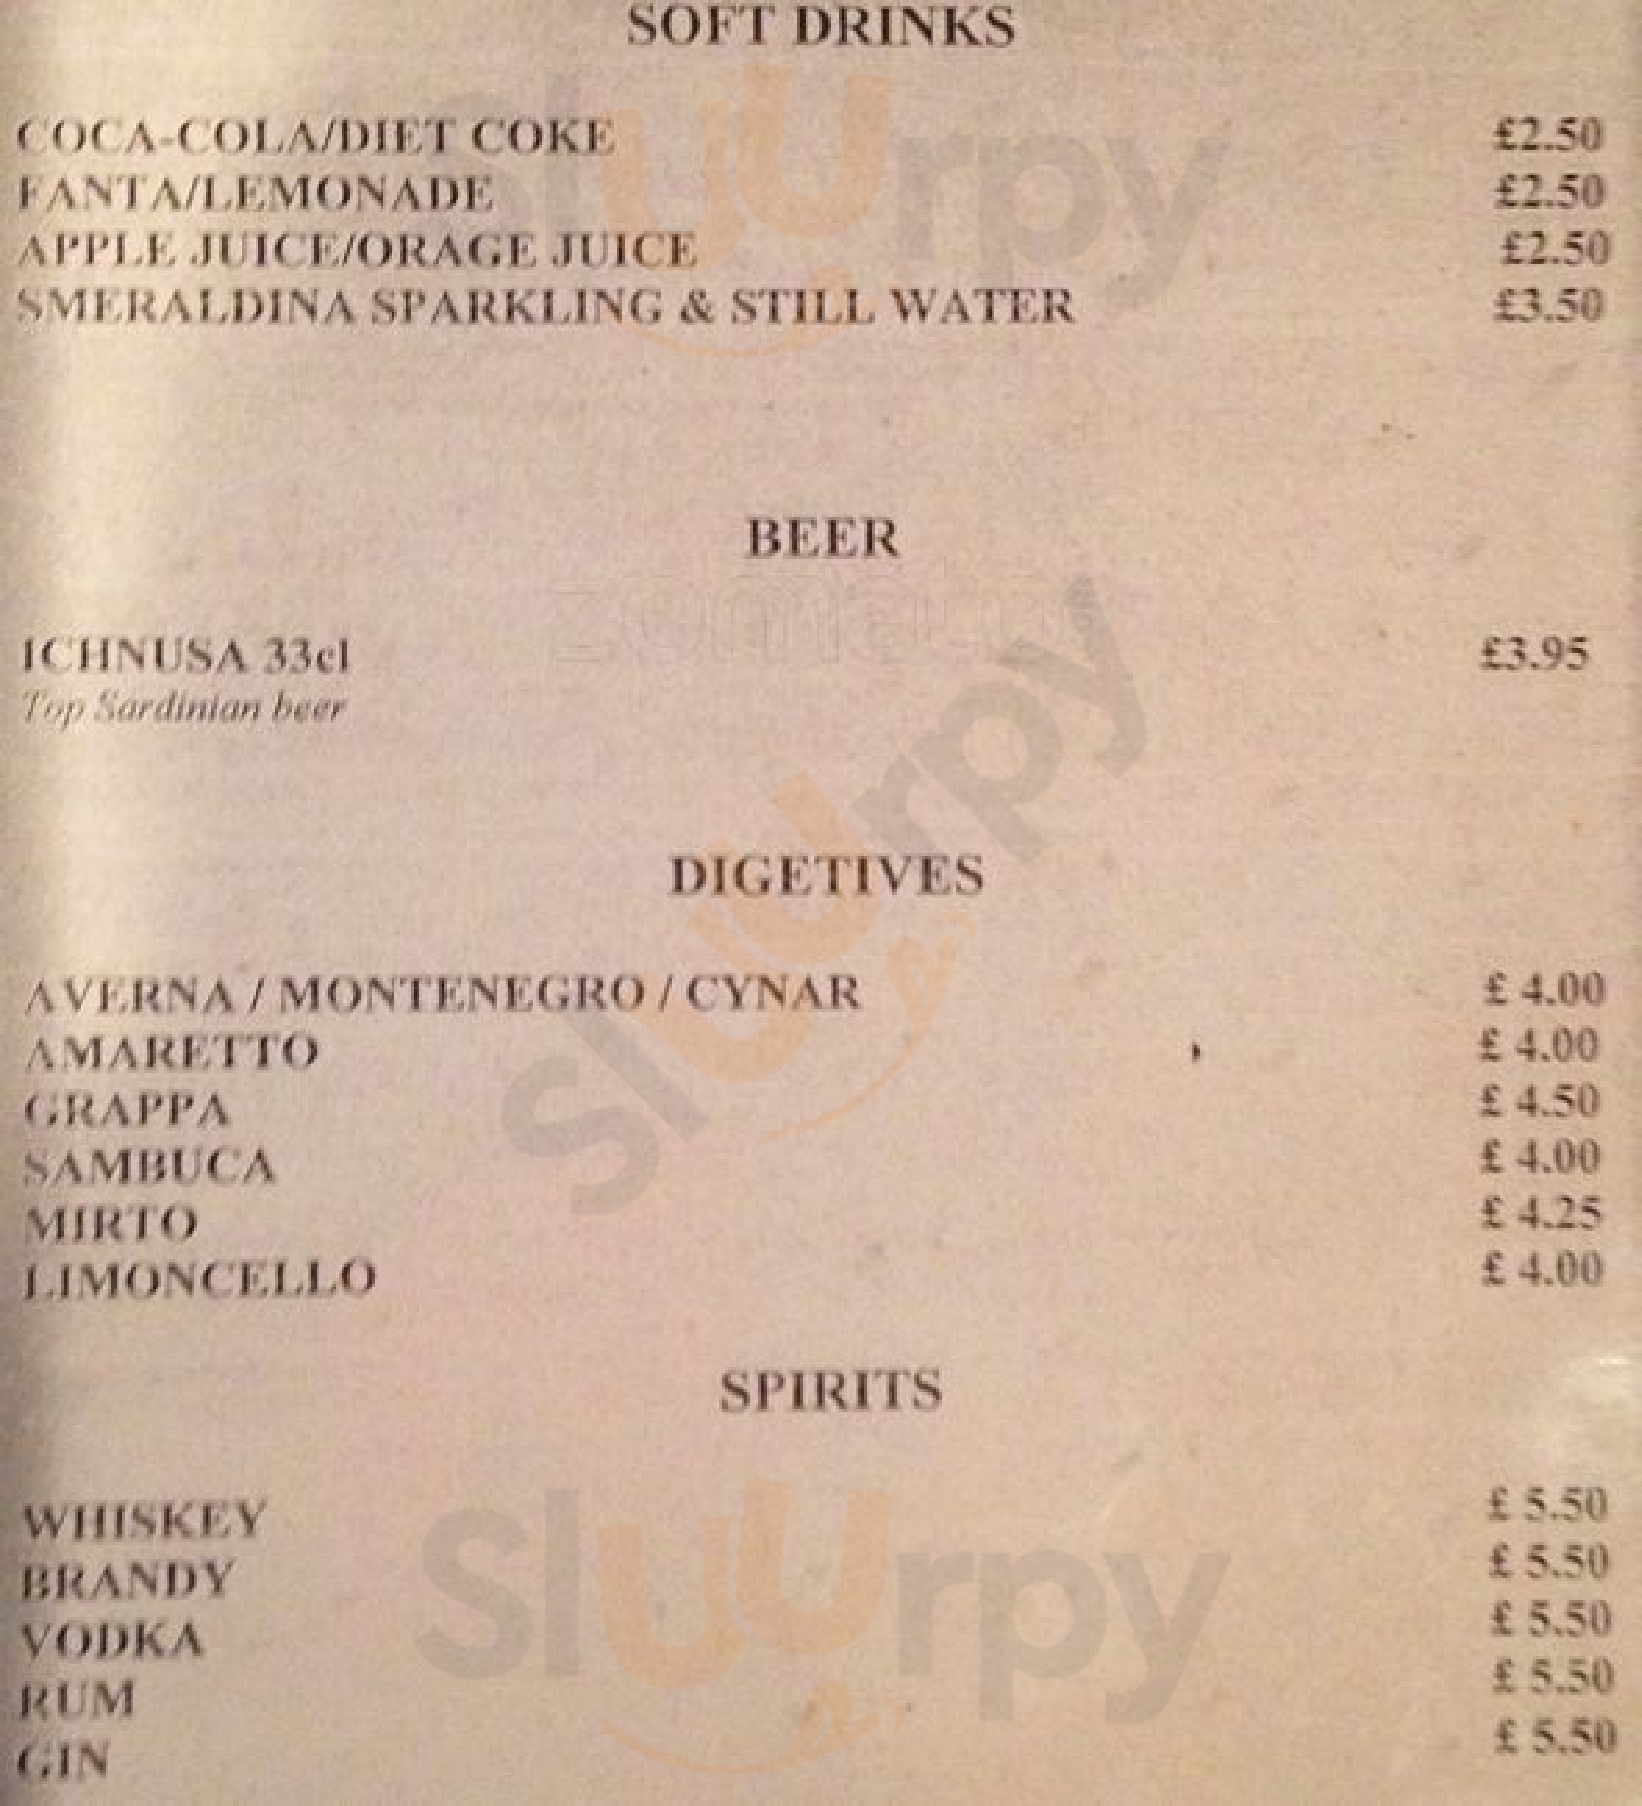 SOFT DRINKS
COCA-COLA/DIET COKE £2.50
FANTA/LEMONADE £2.50
APPLE JUICE/ORAGE JUICE £2.50
SMERALDINA SPARKLING & STILL WATER £3.50
Sluurpy
BEER
ICHNUSA 33cl £3.95
Top Sardinian beer
DIGETIVES
Sluurpy
AVERNA / MONTENEGRO / CYNAR £ 4.00
AMARETTO £ 4.00
GRAPPA £ 4.50
SAMBUCA £ 4.00
MIRTO £ 4.25
LIMONCELLO £ 4.00
SPIRITS
WHISKEY £ 5.50
BRANDY £ 5.50
VODKA £ 5.50
RUM £ 5.50
GIN £ 5.50
Sluurpy